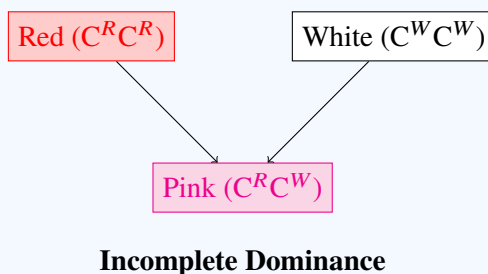 Red (C^R C^R)
White (C^W C^W)
Pink (C^R C^W)
Incomplete Dominance